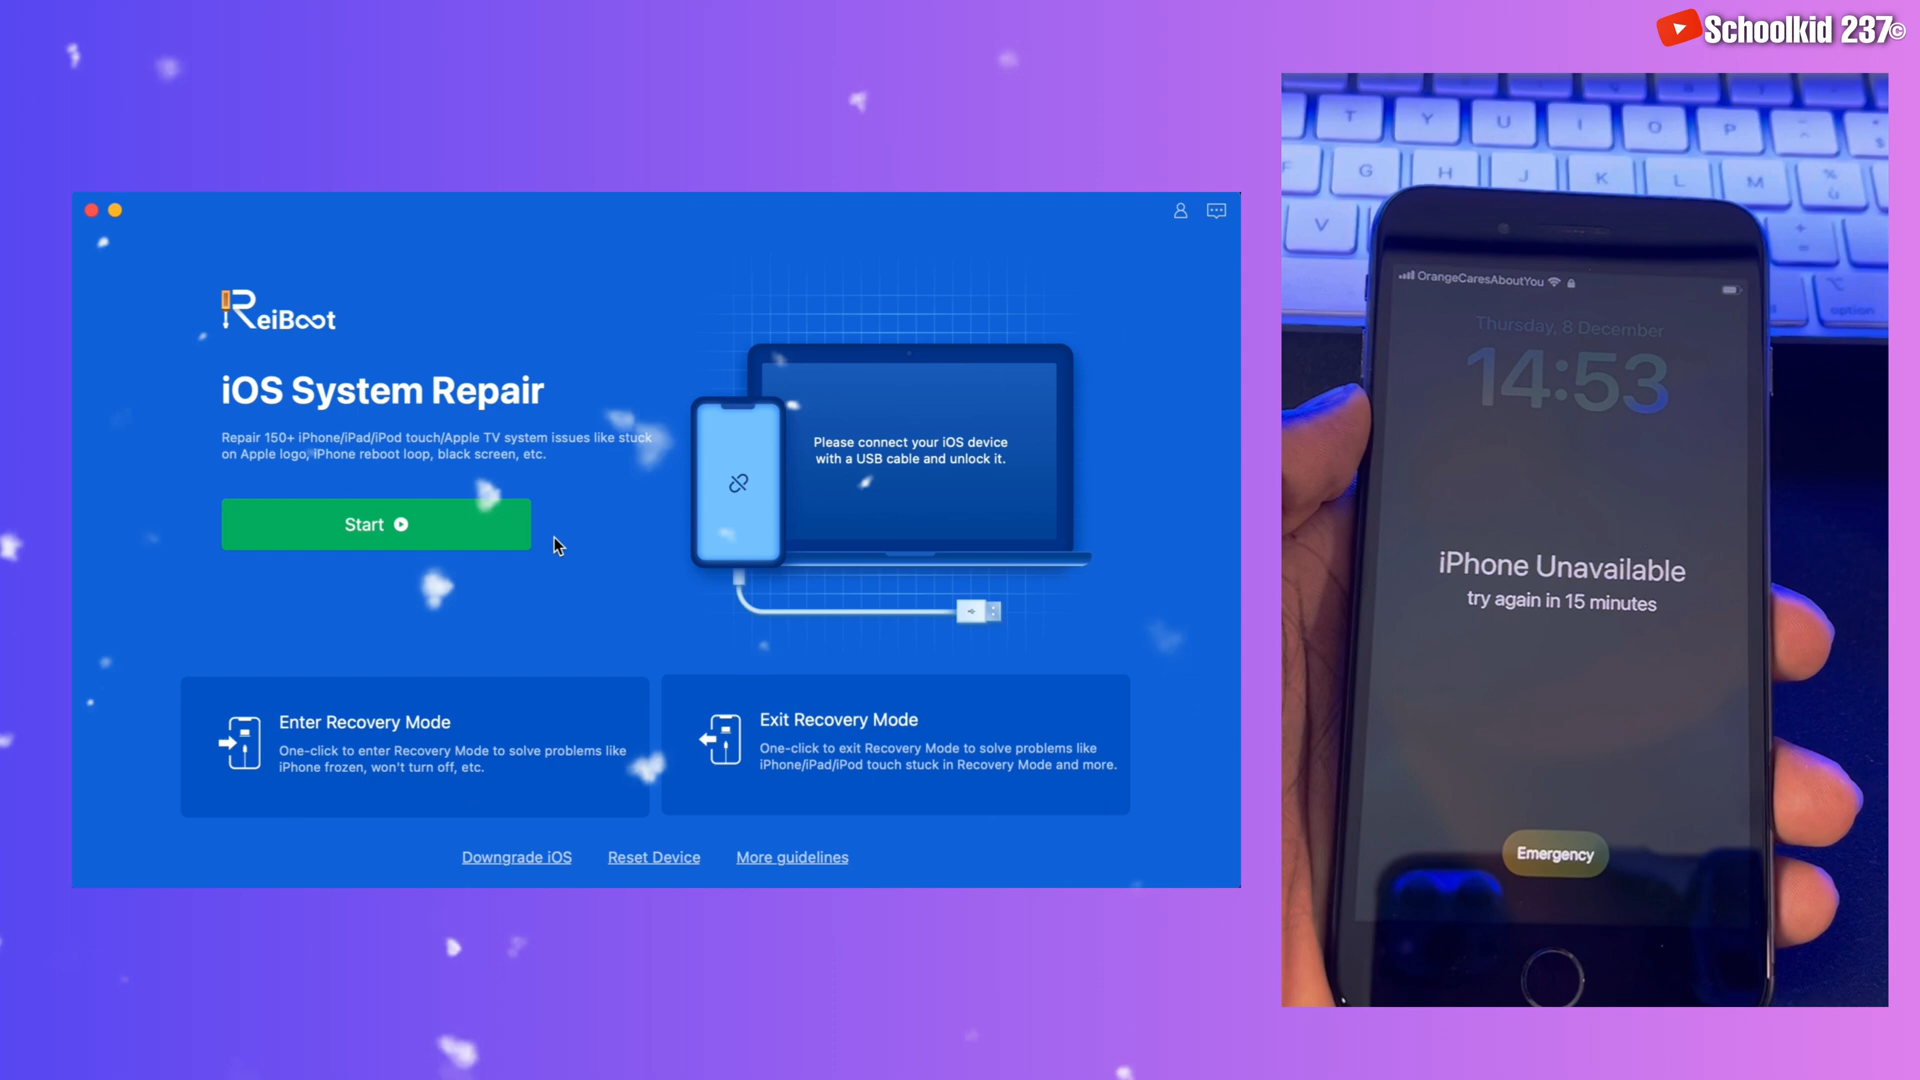 Schoolkid 237©
ReiBoot
iOS System Repair
Repair 150+ iPhone/iPad/iPod touch/Apple TV system issues like stuck
on Apple logo, iPhone reboot loop, black screen, etc.
Start
Please connect your iOS device
with a USB cable and unlock it.
Enter Recovery Mode
One-click to enter Recovery Mode to solve problems like
iPhone frozen, won't turn off, etc.
Exit Recovery Mode
One-click to exit Recovery Mode to solve problems like
iPhone/iPad/iPod touch stuck in Recovery Mode and more.
Downgrade iOS
Reset Device
More guidelines
T Y U I O P
G H J K L M %
V
option
OrangeCaresAboutYou
Thursday, 8 December
14:53
iPhone Unavailable
try again in 15 minutes
Emergency